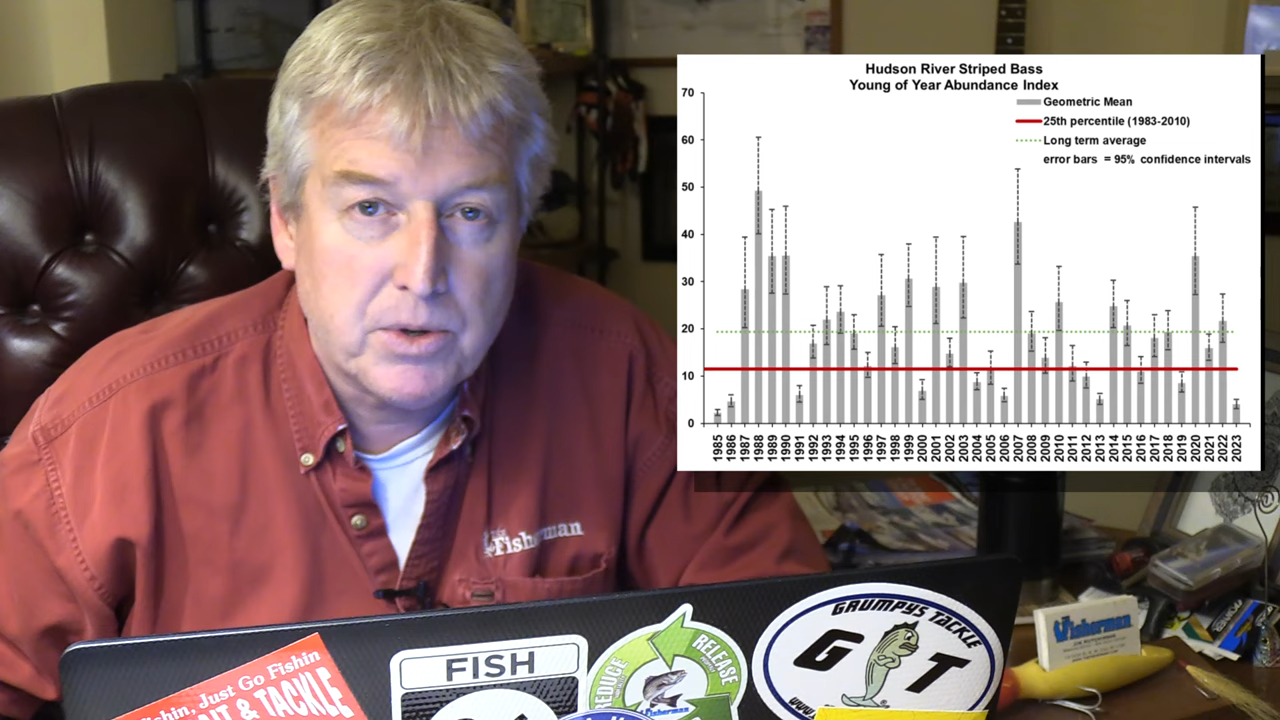 Hudson River Striped Bass
Young of Year Abundance Index
Geometric Mean
25th percentile (1983-2010)
Long term average
error bars = 95% confidence intervals
70
60
50
40
30
20
10
0
1985 1986 1987 1988 1989 1990 1991 1992 1993 1994 1995 1996 1997 1998 1999 2000 2001 2002 2003 2004 2005 2006 2007 2008 2009 2010 2011 2012 2013 2014 2015 2016 2017 2018 2019 2020 2021 2022 2023
Fisherman
Just Go Fishin
& TACKLE
FISH
RELEASE
Fisherman
GRUMPYS TACKLE
G T
Fisherman